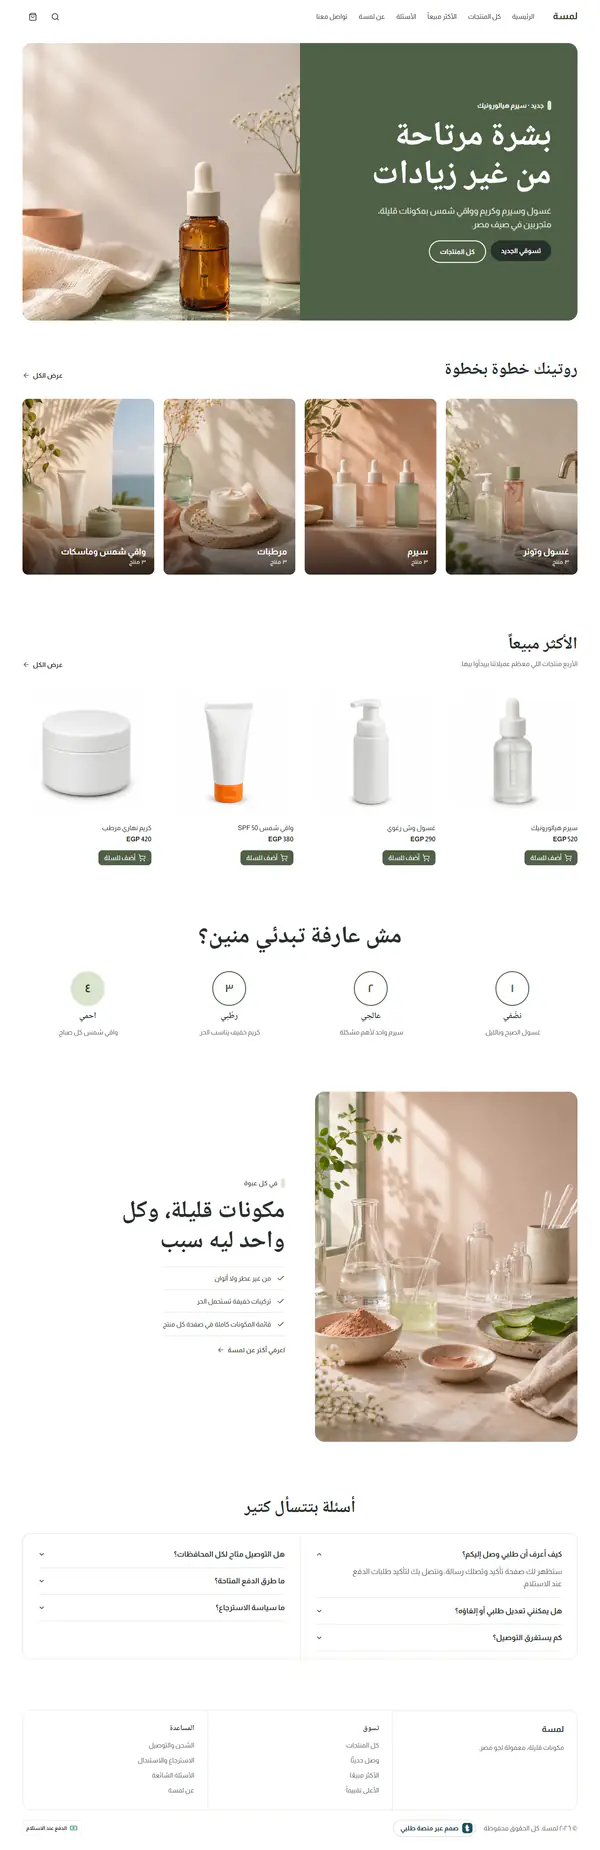 لمسة
الرئيسية
كل المنتجات
الأكثر مبيعاً
الأسئلة
عن لمسة
تواصل معنا
جديد · سيرم هيالورونيك
بشرة مرتاحة
من غير زيادات
غسول وسيرم وكريم وواقي شمس بمكونات قليلة،
متجربين في صيف مصر.
تسوقي الجديد
كل المنتجات
روتينك خطوة بخطوة
عرض الكل
غسول وتونر
٣ منتج
سيرم
٣ منتج
مرطبات
٣ منتج
واقي شمس وماسكات
٣ منتج
الأكثر مبيعاً
الأربع منتجات اللي معظم عميلاتنا بيبدأوا بيها.
عرض الكل
سيرم هيالورونيك
EGP 520
أضف للسلة
غسول وش رغوي
EGP 290
أضف للسلة
واقي شمس SPF 50
EGP 380
أضف للسلة
كريم نهاري مرطب
EGP 420
أضف للسلة
مش عارفة تبدئي منين؟
١
نضّفي
غسول الصبح وبالليل.
٢
عالجي
سيرم واحد لأهم مشكلة.
٣
رطّبي
كريم خفيف يناسب الحر.
٤
احمي
واقي شمس كل صباح.
في كل عبوة
مكونات قليلة، وكل
واحد ليه سبب
من غير عطر ولا ألوان
تركيبات خفيفة تستحمل الحر
قائمة المكونات كاملة في صفحة كل منتج
اعرفي أكتر عن لمسة
أسئلة بتتسأل كتير
كيف أعرف أن طلبي وصل إليكم؟
ستظهر لك صفحة تأكيد وتصلك رسالة، ونتصل بك لتأكيد طلبات الدفع
عند الاستلام.
هل يمكنني تعديل طلبي أو إلغاؤه؟
كم يستغرق التوصيل؟
هل التوصيل متاح لكل المحافظات؟
ما طرق الدفع المتاحة؟
ما سياسة الاسترجاع؟
لمسة
مكونات قليلة، معمولة لجو مصر.
تسوق
كل المنتجات
وصل حديثًا
الأكثر مبيعًا
الأعلى تقييماً
المساعدة
الشحن والتوصيل
الاسترجاع والاستبدال
الأسئلة الشائعة
عن لمسة
© ٢٠٢٦ لمسة. كل الحقوق محفوظة
صمم عبر منصة طلبي
الدفع عند الاستلام